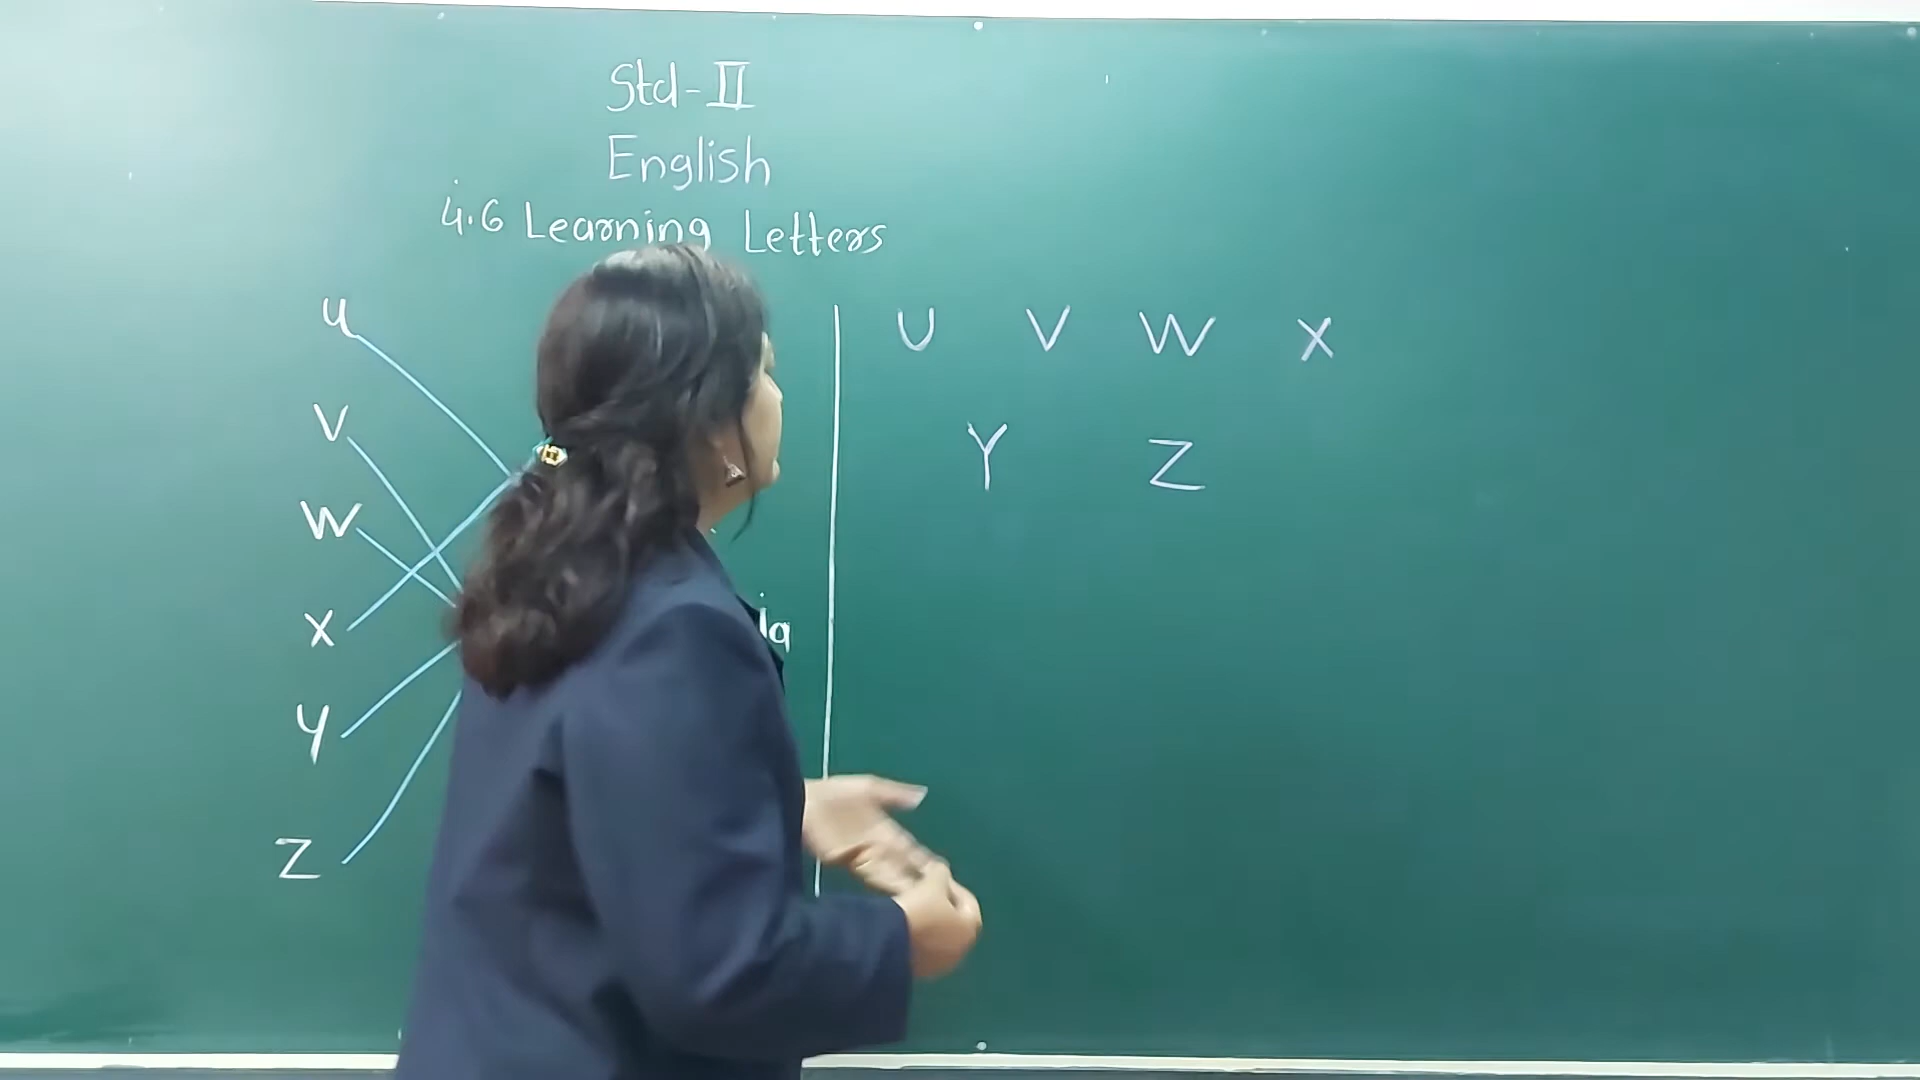 Std-II
English
4.6 Learning Letters
u
v
w
x
y
z
U V W X
Y Z